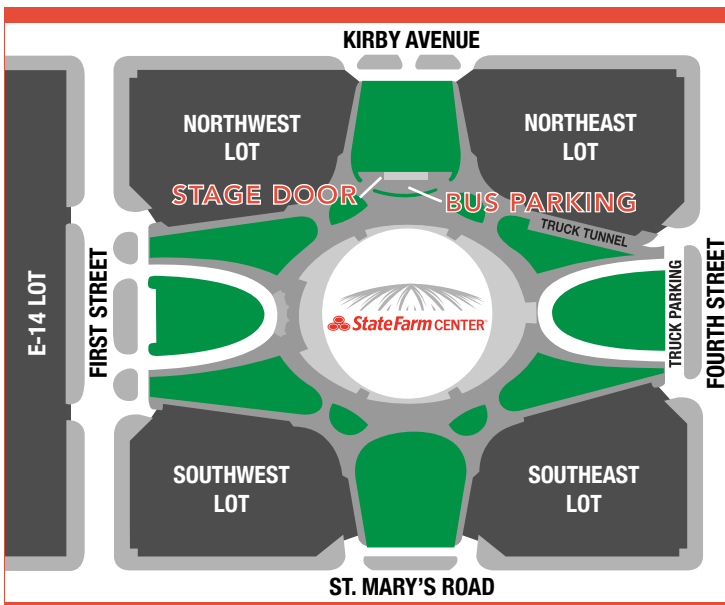 KIRBY AVENUE
NORTHWEST
LOT
NORTHEAST
LOT
STAGE DOOR
BUS PARKING
TRUCK TUNNEL
E-14 LOT
FIRST STREET
StateFarm CENTER
TRUCK PARKING
FOURTH STREET
SOUTHWEST
LOT
SOUTHEAST
LOT
ST. MARY'S ROAD